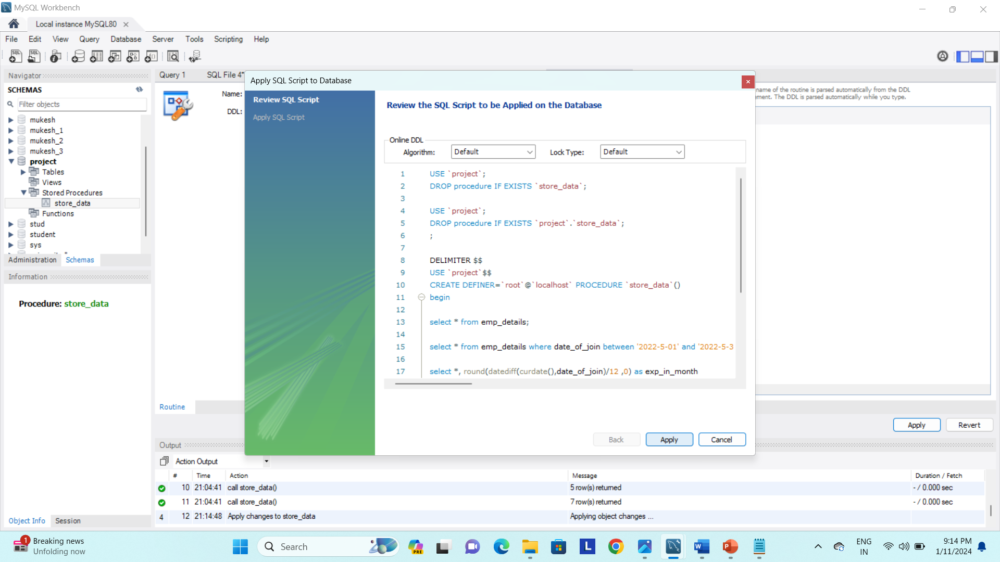 MySQL Workbench
Local instance MySQL80
File Edit View Query Database Server Tools Scripting Help
Navigator
SCHEMAS
Filter objects
mukesh
mukesh_1
mukesh_2
mukesh_3
project
Tables
Views
Stored Procedures
store_data
Functions
stud
student
sys
Administration Schemas
Information
Procedure: store_data
Object Info Session
Query 1 SQL File 4*
Name:
DDL:
name of the routine is parsed automatically from the DDL
ement. The DDL is parsed automatically while you type.
Apply SQL Script to Database
Review SQL Script
Apply SQL Script
Review the SQL Script to be Applied on the Database
Online DDL
Algorithm: Default Lock Type: Default
1 USE `project`;
2 DROP procedure IF EXISTS `store_data`;
3
4 USE `project`;
5 DROP procedure IF EXISTS `project`.`store_data`;
6 ;
7
8 DELIMITER $$
9 USE `project`$$
10 CREATE DEFINER=`root`@`localhost` PROCEDURE `store_data`()
11 begin
12
13 select * from emp_details;
14
15 select * from emp_details where date_of_join between '2022-5-01' and '2022-5-3
16
17 select *, round(datediff(curdate(),date_of_join)/12 ,0) as exp_in_month
Back Apply Cancel
Routine
Apply Revert
Output
Action Output
# Time Action Message Duration / Fetch
10 21:04:41 call store_data() 5 row(s) returned - / 0.000 sec
11 21:04:41 call store_data() 7 row(s) returned - / 0.000 sec
4 12 21:14:48 Apply changes to store_data Applying object changes ...
1 Breaking news
Unfolding now
Search
PRE
ENG
IN
9:14 PM
1/11/2024